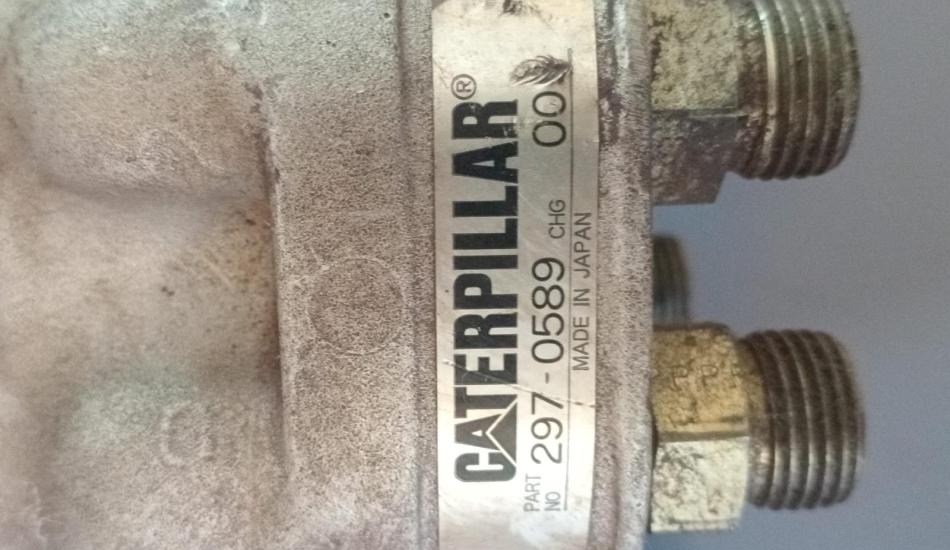 CATERPILLAR®
PART NO 297-0589 CHG 00
MADE IN JAPAN